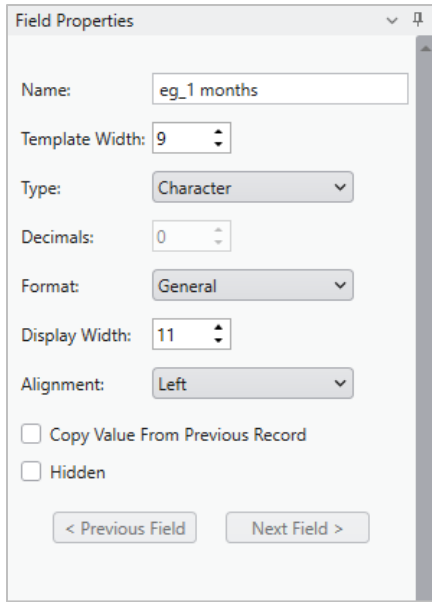 Field Properties
Name: eg_1 months
Template Width: 9
Type: Character
Decimals: 0
Format: General
Display Width: 11
Alignment: Left
Copy Value From Previous Record
Hidden
< Previous Field Next Field >